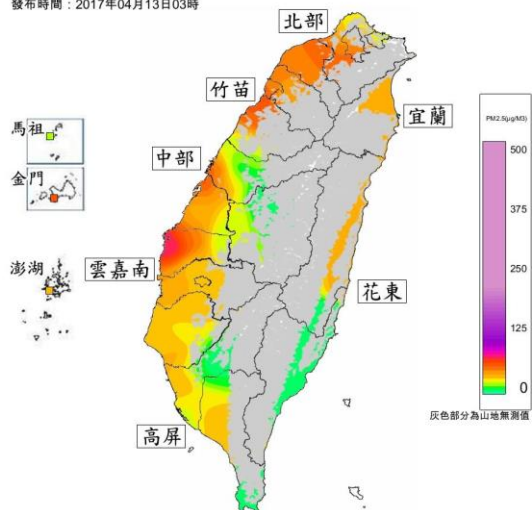 發布時間：2017年04月13日03時
北部
竹苗
宜蘭
馬祖
中部
金門
澎湖
雲嘉南
花東
高屏
PM2.5(μg/M3)
500
375
250
125
0
灰色部分為山地無測值